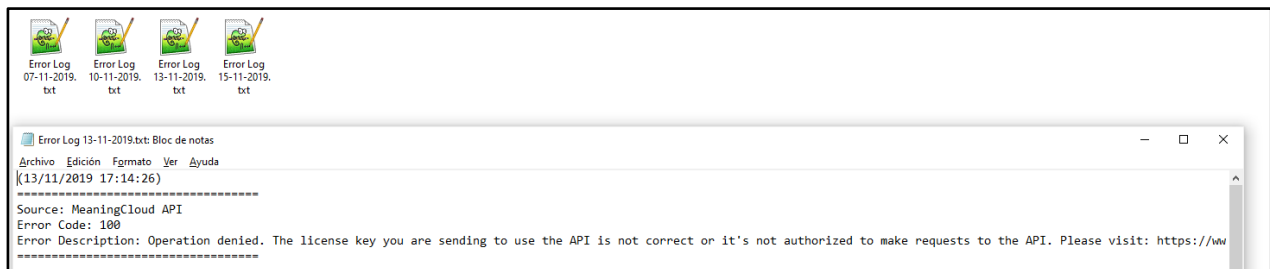 Error Log Error Log Error Log Error Log
07-11-2019. 10-11-2019. 13-11-2019. 15-11-2019.
txt txt txt txt
Error Log 13-11-2019.txt: Bloc de notas
Archivo Edición Formato Ver Ayuda
(13/11/2019 17:14:26)
===================================
Source: MeaningCloud API
Error Code: 100
Error Description: Operation denied. The license key you are sending to use the API is not correct or it's not authorized to make requests to the API. Please visit: https://ww
===================================